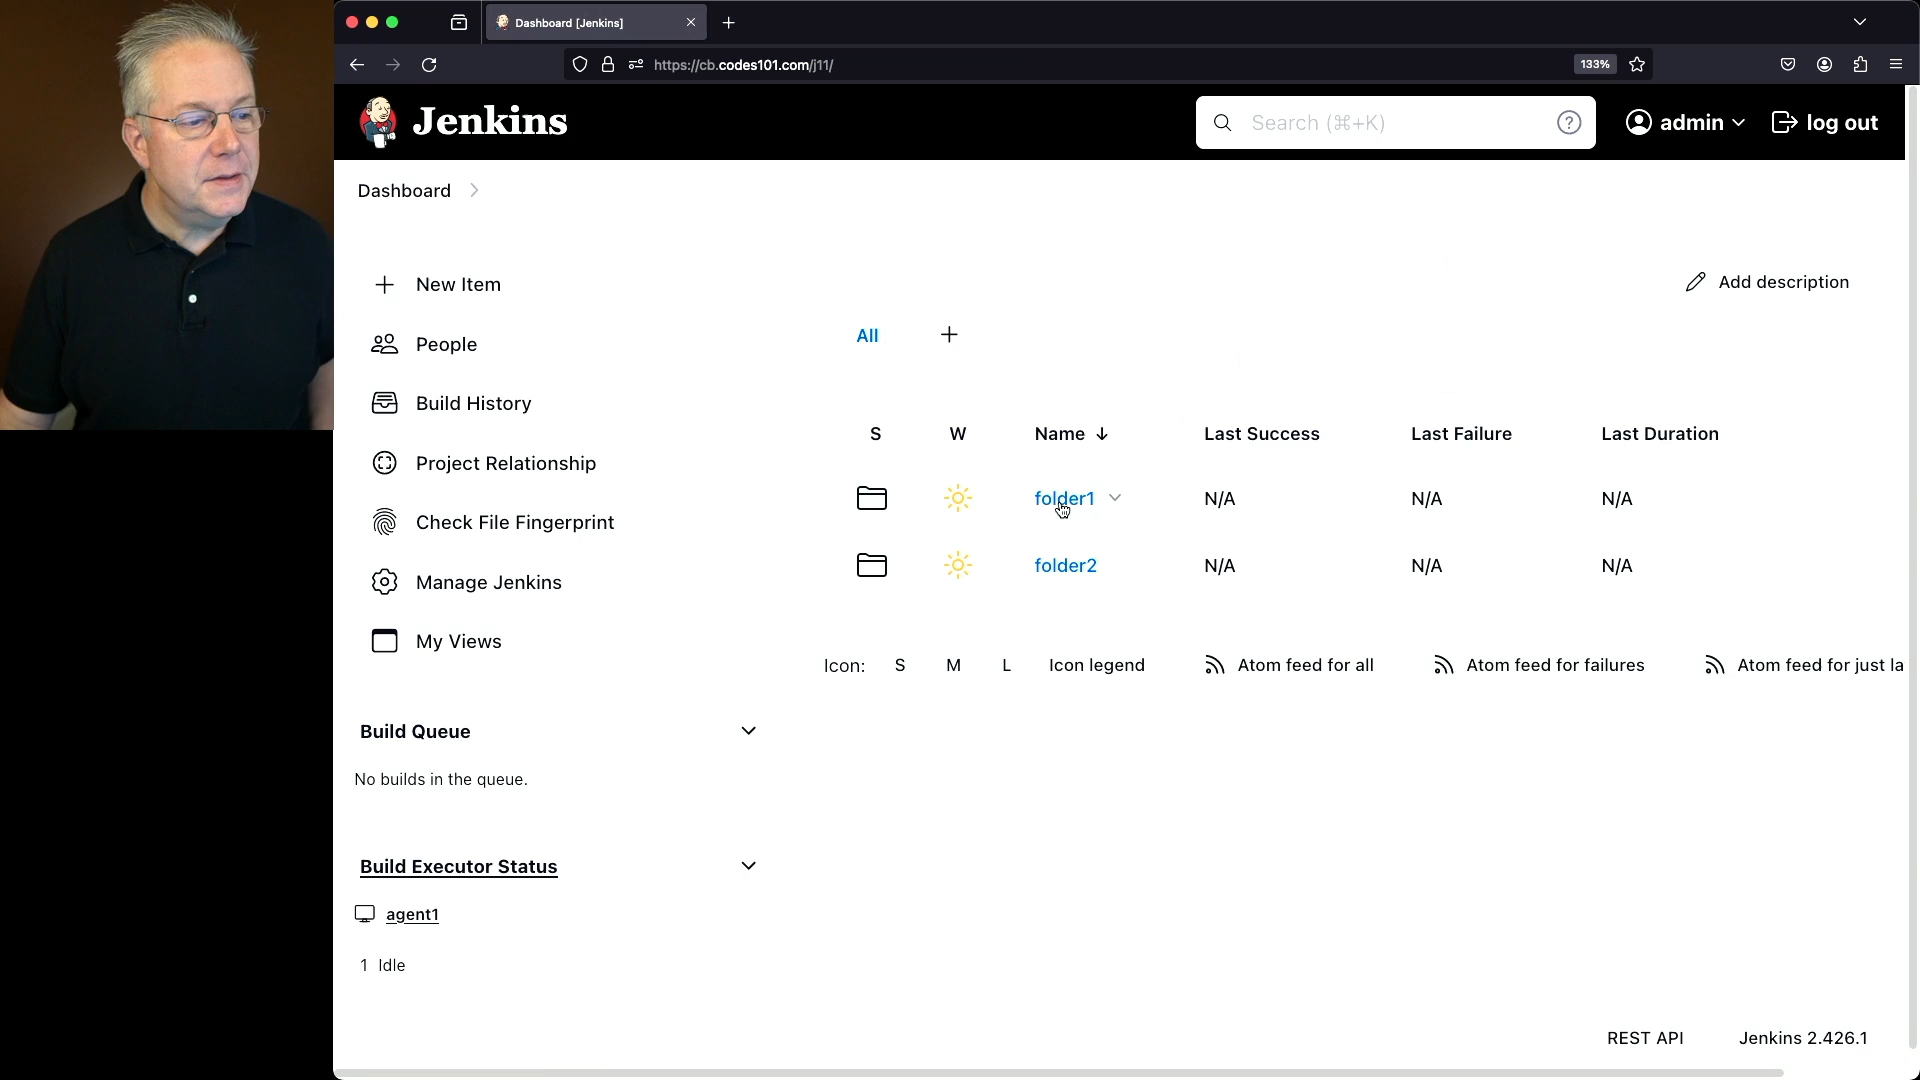 Dashboard [Jenkins]
https://cb.codes101.com/j11/
133%
Jenkins
Search (⌘+K)
admin
log out
Dashboard
New Item
People
Build History
Project Relationship
Check File Fingerprint
Manage Jenkins
My Views
Add description
All
S W Name ↓ Last Success Last Failure Last Duration
folder1 N/A N/A N/A
folder2 N/A N/A N/A
Icon: S M L Icon legend Atom feed for all Atom feed for failures Atom feed for just la
Build Queue
No builds in the queue.
Build Executor Status
agent1
1 Idle
REST API Jenkins 2.426.1